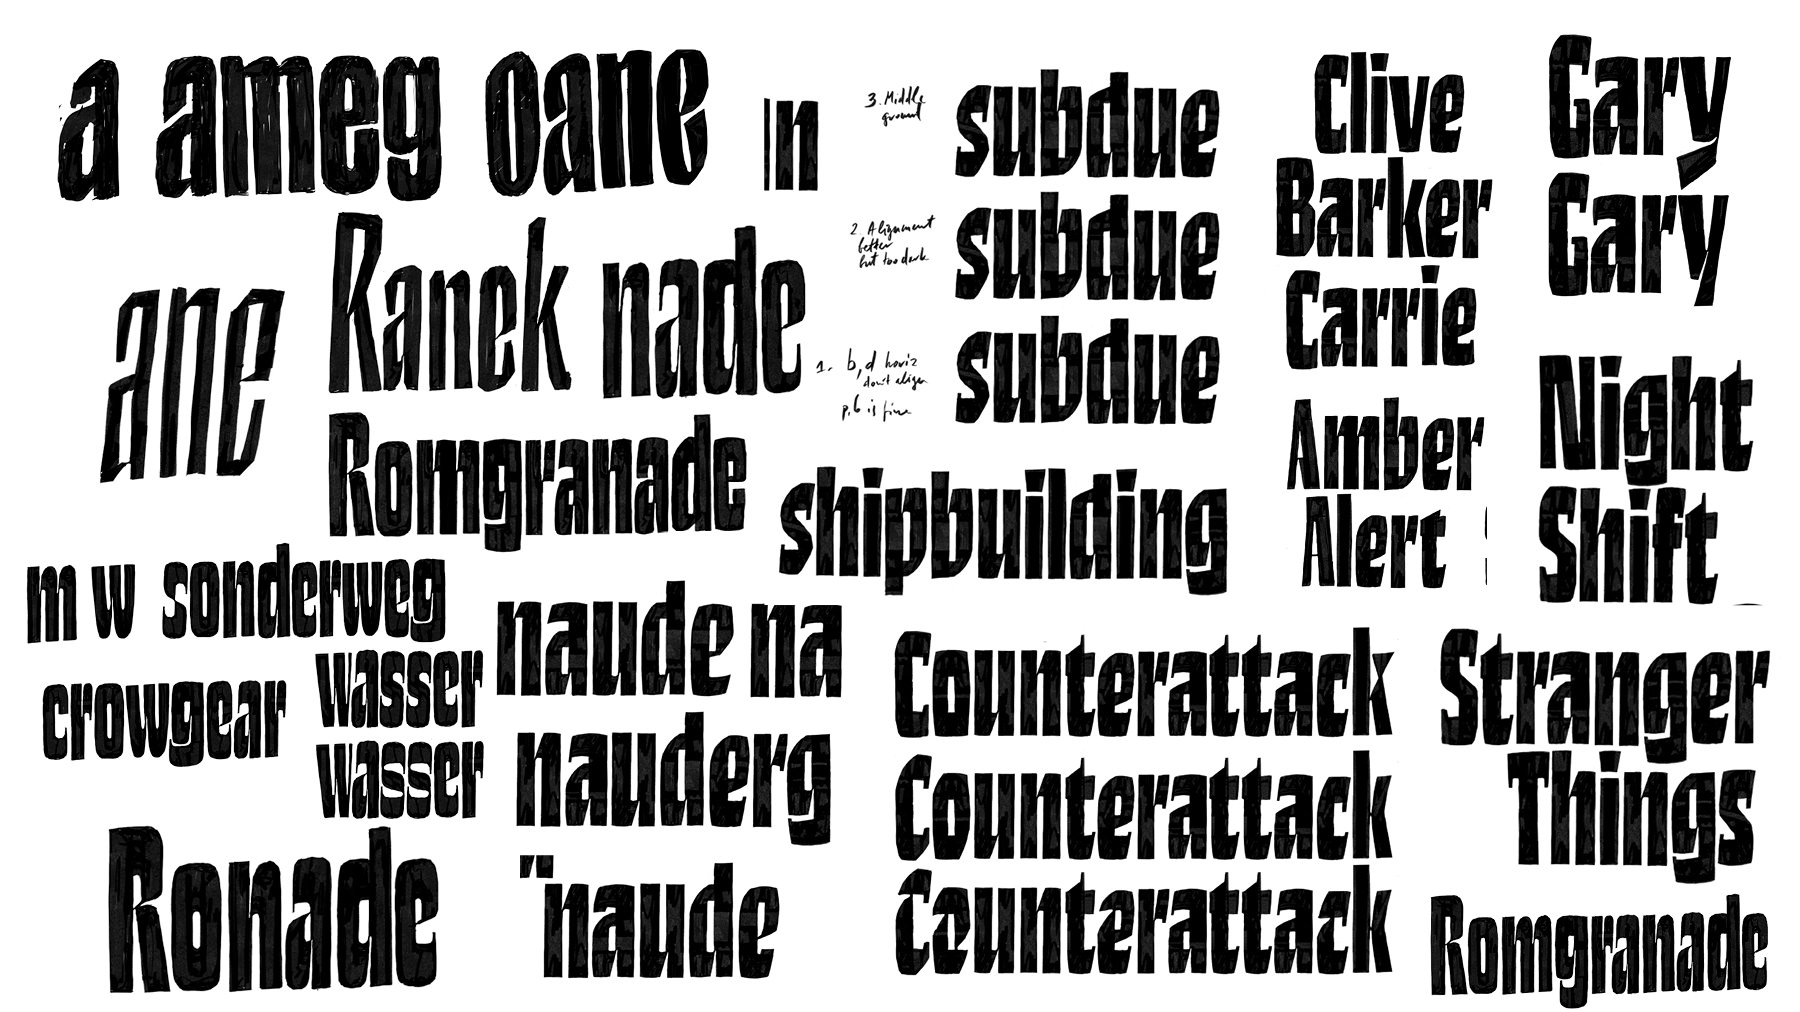 a ameg oane
in
ane
Ranek nade
Romgranade
m w sonderweg
crowgear
wasser
wasser
Ronade
naude na
nauderg
"naude
3. Middle
ground
subdue
2. Alignment
better
but too dark
subdue
1. b,d horiz
don't align
p,b is fine
subdue
shipbuilding
Clive
Barker
Carrie
Amber
Alert
Gary
Gary
Night
Shift
Counterattack
Counterattack
Counterattack
Stranger
Things
Romgranade